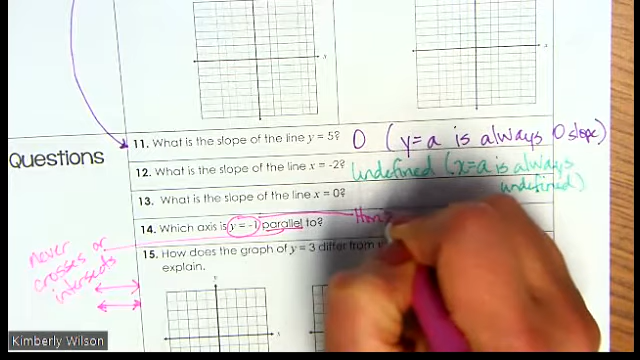 11. What is the slope of the line y = 5? 0 (y=a is always 0 slope)
Questions
12. What is the slope of the line x = -2? undefined (x=a is always
undefined)
13. What is the slope of the line x = 0?
14. Which axis is y = -1 parallel to?
never
crosses or
intersects
15. How does the graph of y = 3 differ from
explain.
Kimberly Wilson